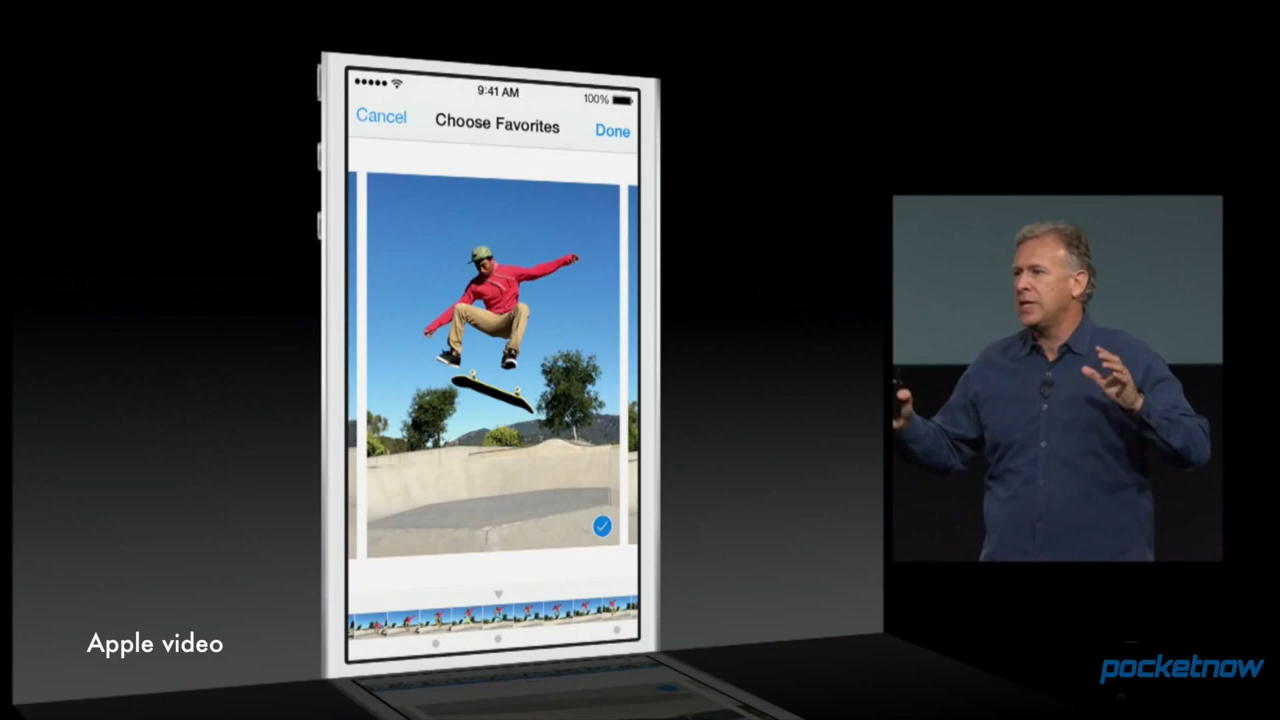 9:41 AM
100%
Cancel
Choose Favorites
Done
Apple video
pocketnow